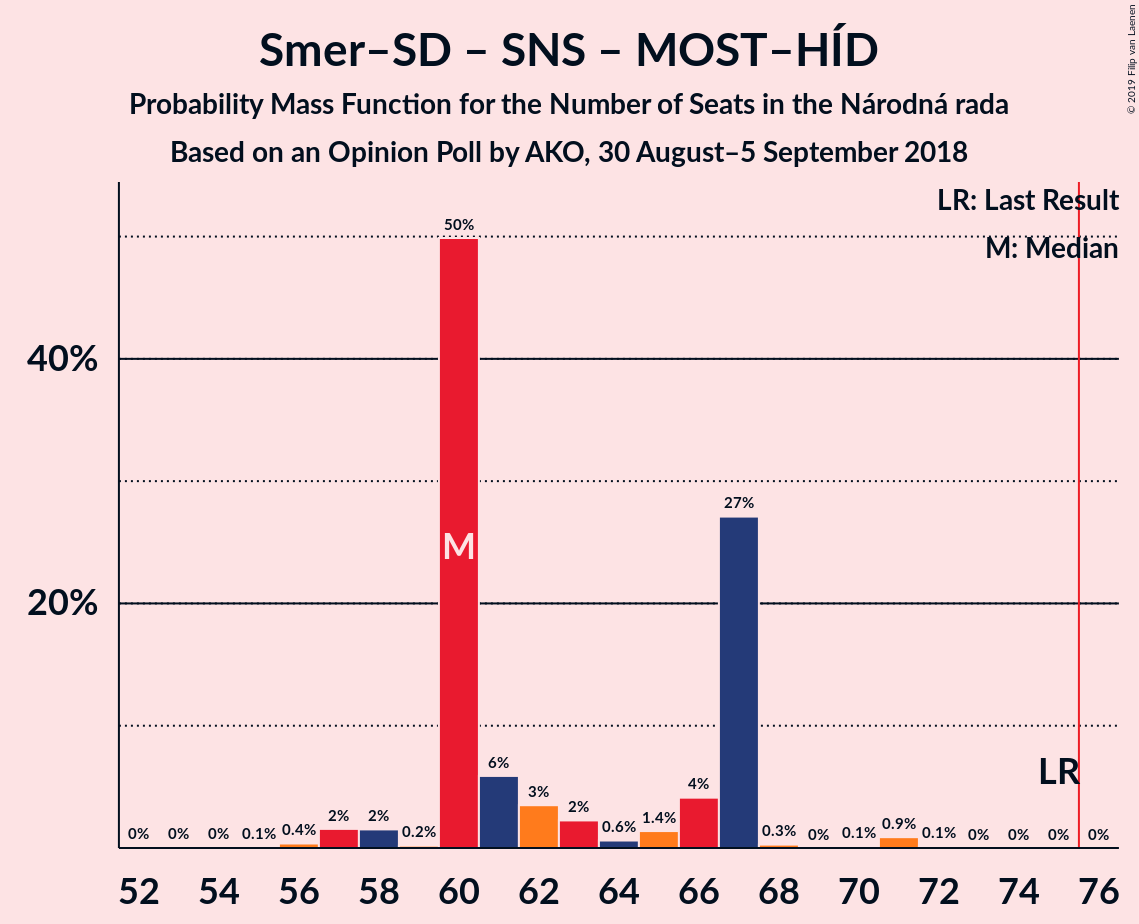 Smer–SD – SNS – MOST–HÍD
Probability Mass Function for the Number of Seats in the Národná rada
Based on an Opinion Poll by AKO, 30 August–5 September 2018
© 2019 Filip van Laenen
LR: Last Result
M: Median
50%
40%
M
27%
20%
LR
6%
3%
4%
0% 0% 0% 0.1% 0.4% 2% 2% 0.2% 2% 0.6% 1.4% 0.3% 0% 0.1% 0.9% 0.1% 0% 0% 0% 0%
52 54 56 58 60 62 64 66 68 70 72 74 76